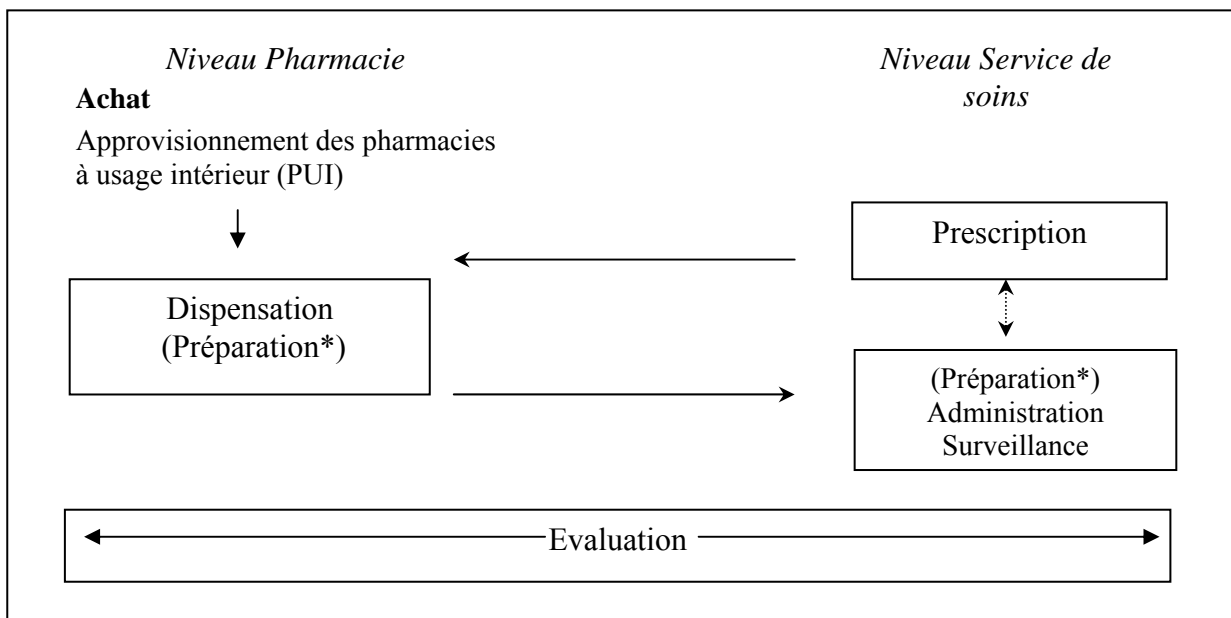 Niveau Pharmacie
Achat
Approvisionnement des pharmacies
à usage intérieur (PUI)
Dispensation
(Préparation*)
Niveau Service de
soins
Prescription
(Préparation*)
Administration
Surveillance
Evaluation